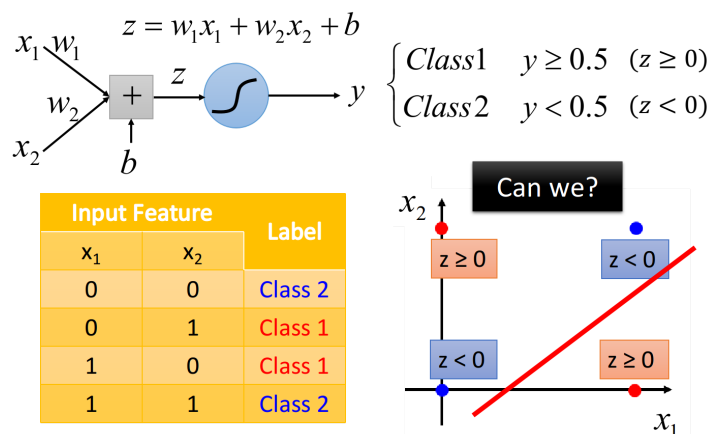 z = w₁x₁ + w₂x₂ + b
x₁ w₁
z
+
y
w₂
x₂
b
Class1 y ≥ 0.5 (z ≥ 0)
Class2 y < 0.5 (z < 0)
Input Feature Label
x₁ x₂
0 0 Class 2
0 1 Class 1
1 0 Class 1
1 1 Class 2
Can we?
x₂
z ≥ 0 z < 0
z < 0 z ≥ 0
x₁